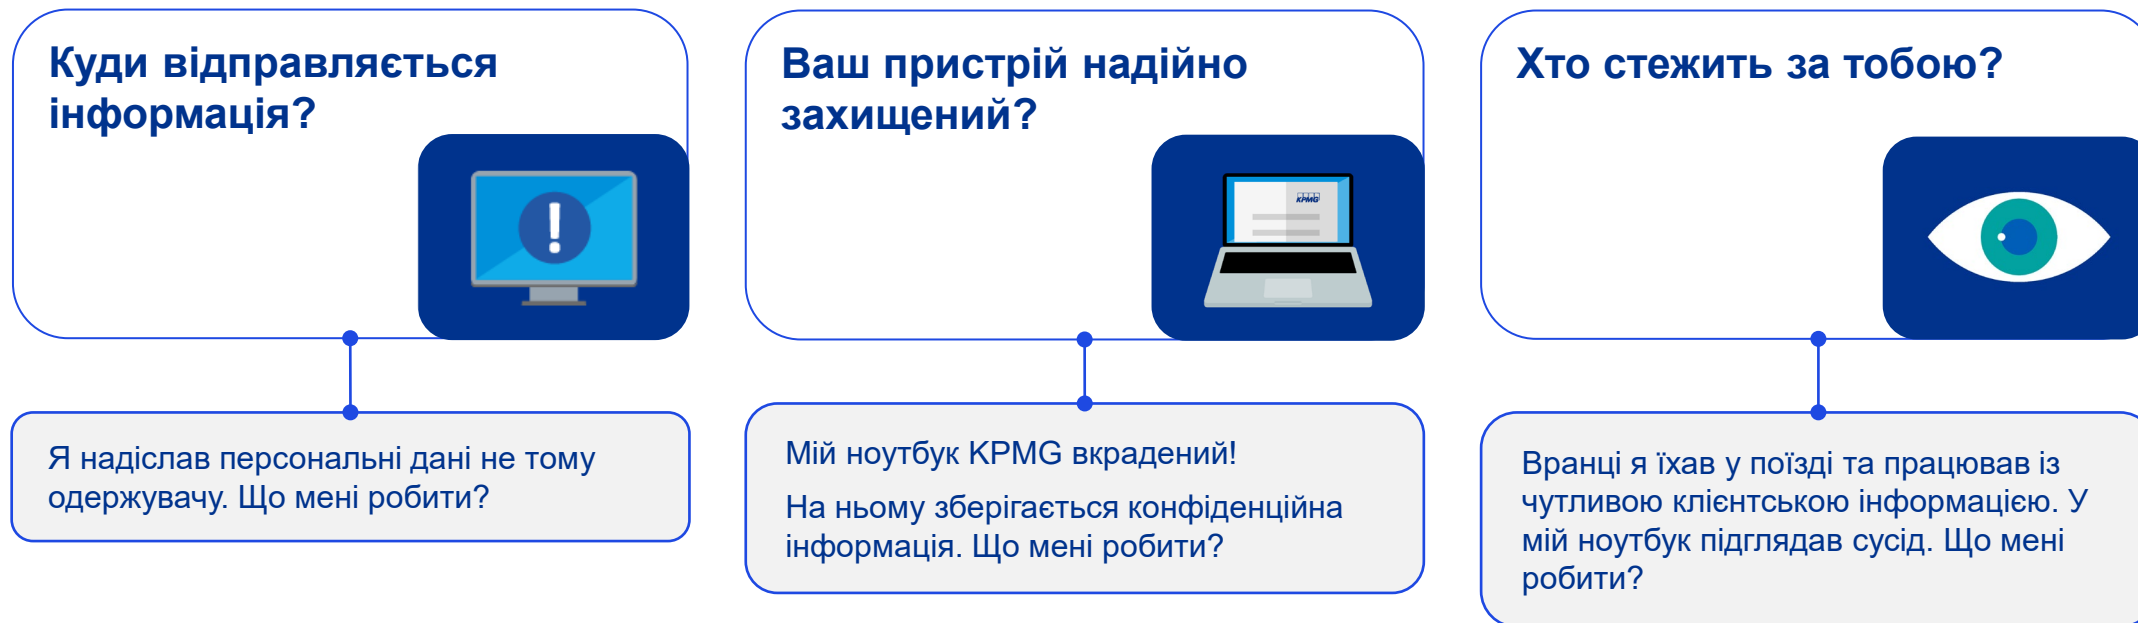 Куди відправляється
інформація?
Я надіслав персональні дані не тому
одержувачу. Що мені робити?
Ваш пристрій надійно
захищений?
KPMG
Мій ноутбук KPMG вкрадений!
На ньому зберігається конфіденційна
інформація. Що мені робити?
Хто стежить за тобою?
Вранці я їхав у поїзді та працював із
чутливою клієнтською інформацією. У
мій ноутбук підглядав сусід. Що мені
робити?